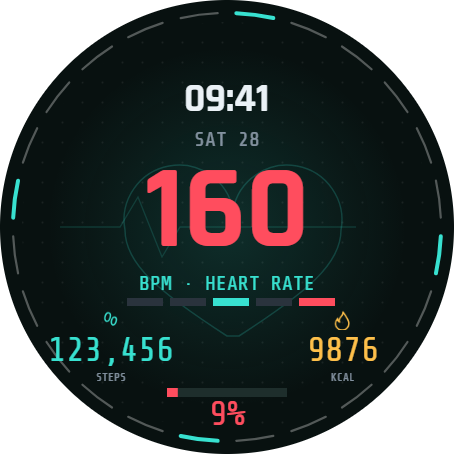 09:41
SAT 28
160
BPM · HEART RATE
123,456 9876
STEPS KCAL
9%